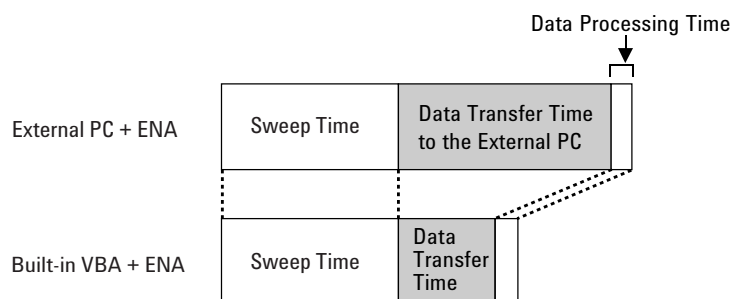 Data Processing Time
External PC + ENA
Sweep Time
Data Transfer Time
to the External PC
Built-in VBA + ENA
Sweep Time
Data
Transfer
Time